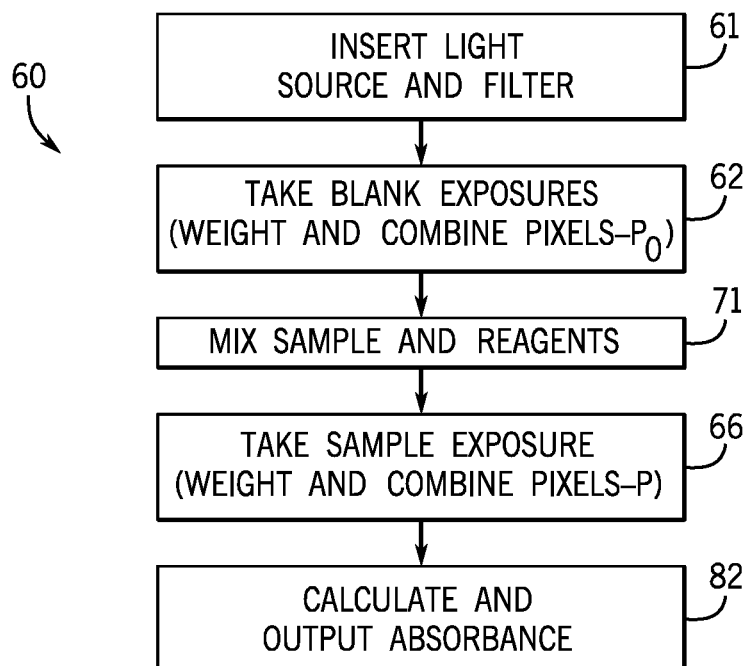 60
INSERT LIGHT
SOURCE AND FILTER
61
TAKE BLANK EXPOSURES
(WEIGHT AND COMBINE PIXELS–P₀)
62
MIX SAMPLE AND REAGENTS
71
TAKE SAMPLE EXPOSURE
(WEIGHT AND COMBINE PIXELS–P)
66
CALCULATE AND
OUTPUT ABSORBANCE
82